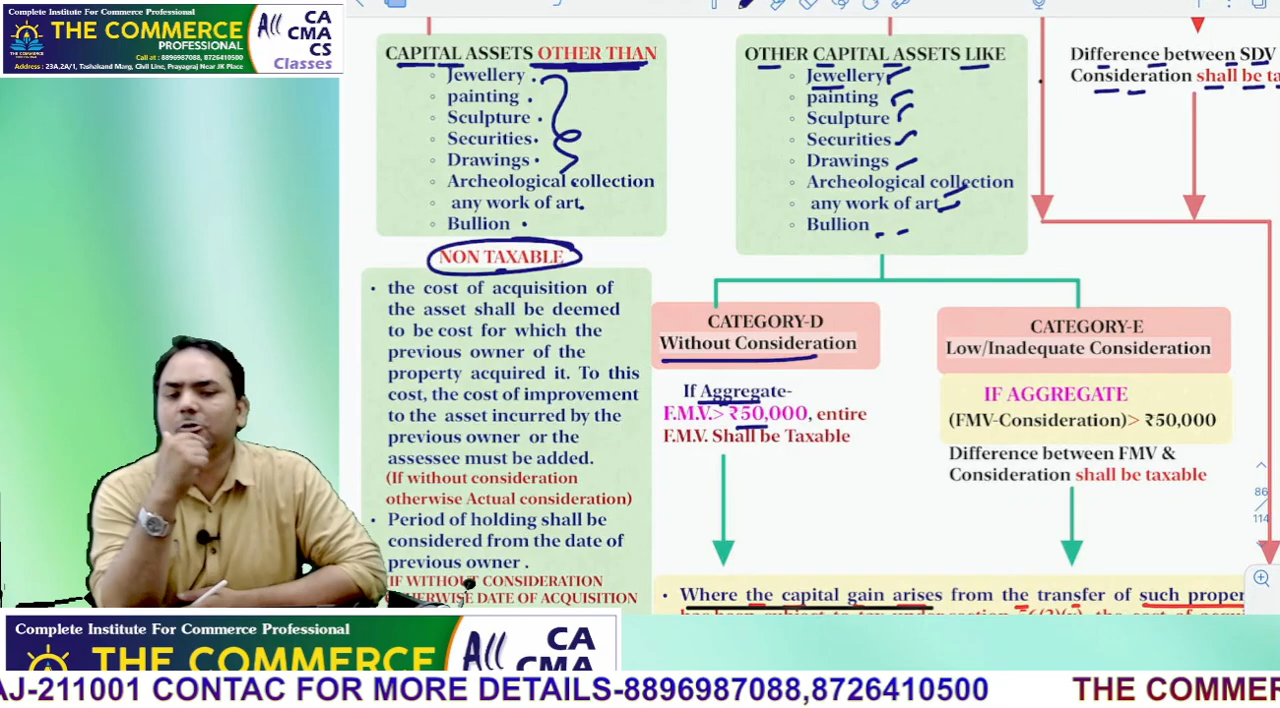 Complete Institute For Commerce Professional
THE COMMERCE
PROFESSIONAL
Call at : 8896987088, 8726410500
Address : 23A,2A/1, Tashakand Marg, Civil Line, Prayagraj Near JK Place
All CA
CMA
CS
Classes
CAPITAL ASSETS OTHER THAN
Jewellery
painting
Sculpture
Securities
Drawings
Archeological collection
any work of art
Bullion
NON TAXABLE
• the cost of acquisition of
the asset shall be deemed
to be cost for which the
previous owner of the
property acquired it. To this
cost, the cost of improvement
to the asset incurred by the
previous owner or the
assessee must be added.
(If without consideration
otherwise Actual consideration)
• Period of holding shall be
considered from the date of
previous owner .
IF WITHOUT CONSIDERATION
OTHERWISE DATE OF ACQUISITION
OTHER CAPITAL ASSETS LIKE
Jewellery
painting
Sculpture
Securities
Drawings
Archeological collection
any work of art
Bullion
Difference between SDV
Consideration shall be ta
CATEGORY-D
Without Consideration
If Aggregate-
F.M.V.> ₹50,000, entire
F.M.V. Shall be Taxable
CATEGORY-E
Low/Inadequate Consideration
IF AGGREGATE
(FMV-Consideration)> ₹50,000
Difference between FMV &
Consideration shall be taxable
86
114
Where the capital gain arises from the transfer of such proper
Complete Institute For Commerce Professional
THE COMMERCE
All CA
CMA
AJ-211001 CONTAC FOR MORE DETAILS-8896987088,8726410500
THE COMMER